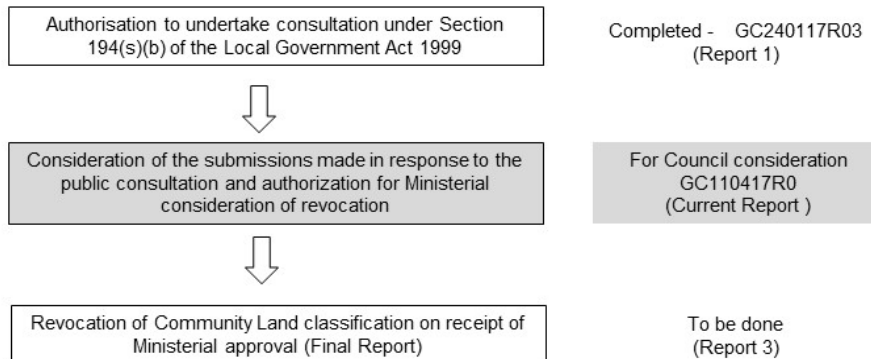 Authorisation to undertake consultation under Section
194(s)(b) of the Local Government Act 1999
Completed - GC240117R03
(Report 1)
Consideration of the submissions made in response to the
public consultation and authorization for Ministerial
consideration of revocation
For Council consideration
GC110417R0
(Current Report )
Revocation of Community Land classification on receipt of
Ministerial approval (Final Report)
To be done
(Report 3)